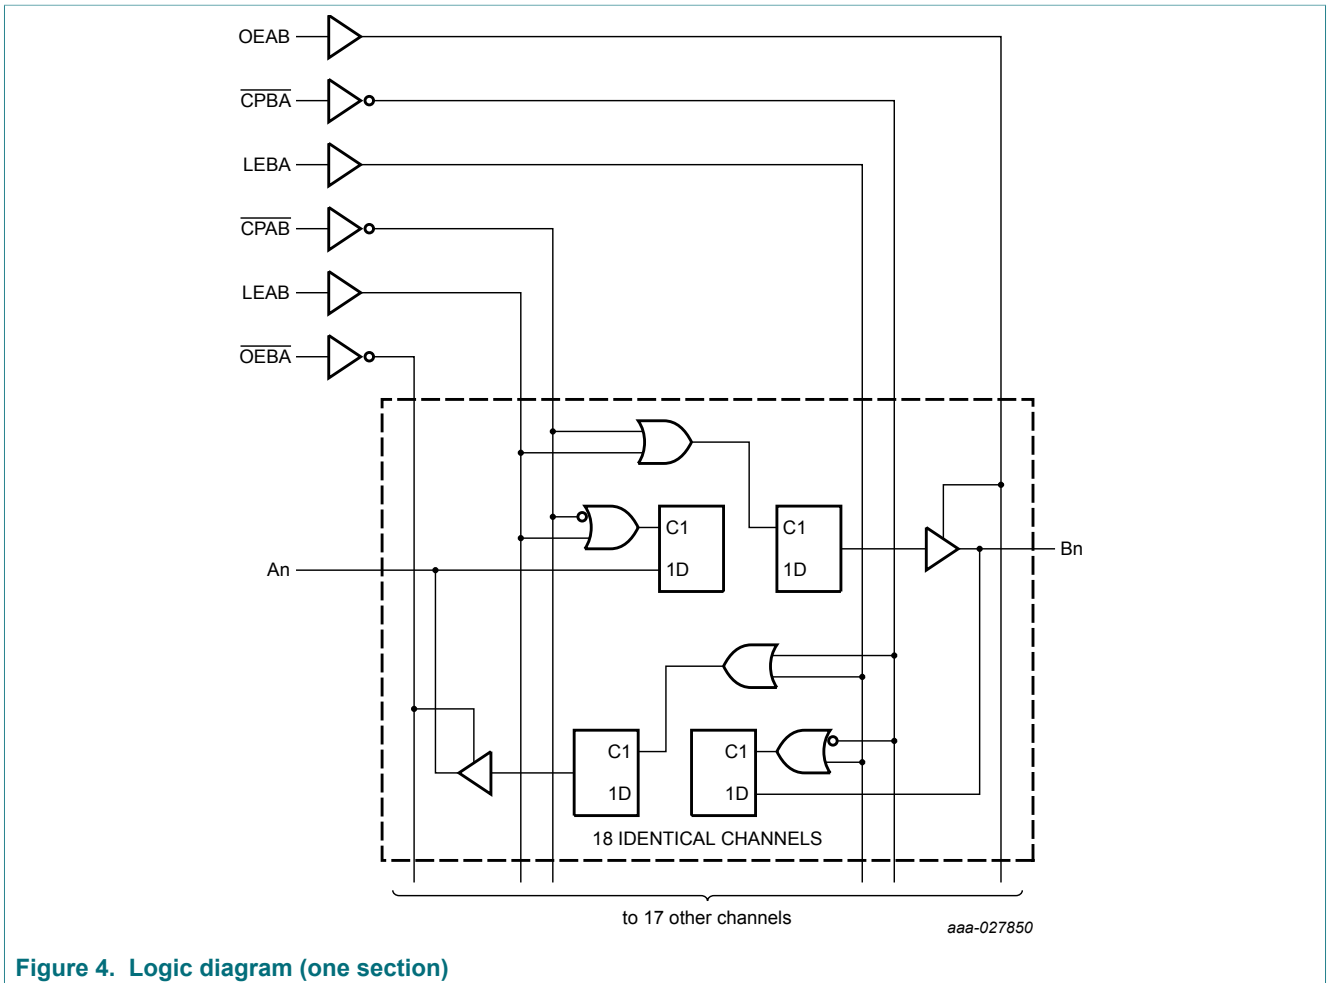 OEAB
CPBA
LEBA
CPAB
LEAB
OEBA
C1
C1
Bn
An
1D
1D
C1
C1
1D
1D
18 IDENTICAL CHANNELS
to 17 other channels
aaa-027850
Figure 4. Logic diagram (one section)